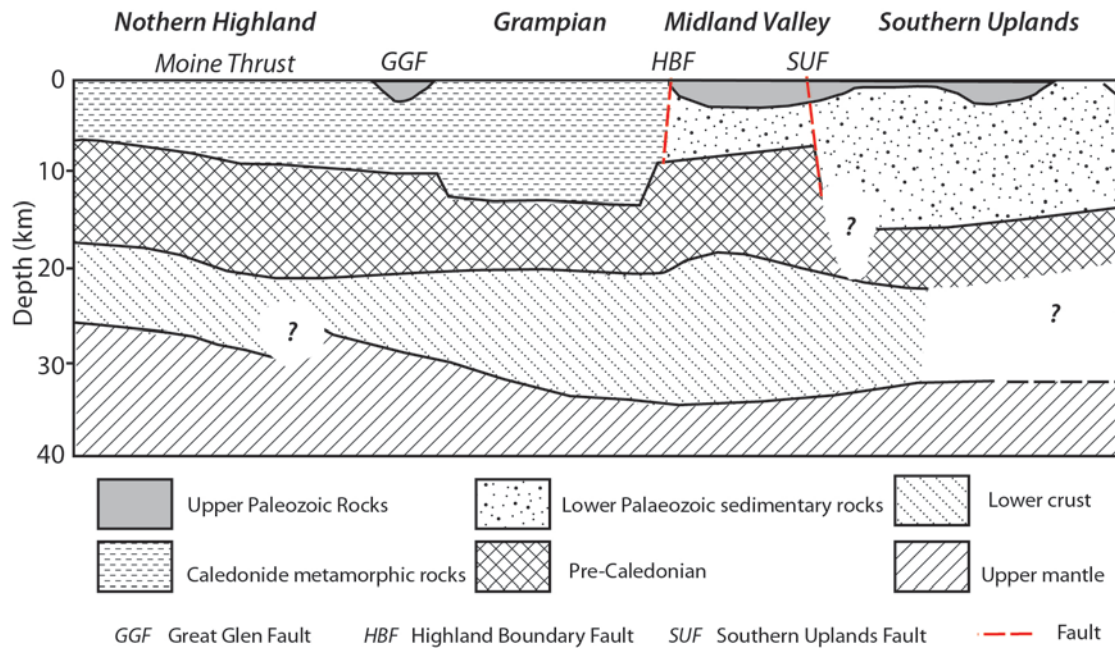 Nothern Highland Grampian Midland Valley Southern Uplands
Moine Thrust GGF HBF SUF
0
10
?
20
?
?
30
40
Depth (km)
Upper Paleozoic Rocks Lower Palaeozoic sedimentary rocks Lower crust
Caledonide metamorphic rocks Pre-Caledonian Upper mantle
GGF Great Glen Fault HBF Highland Boundary Fault SUF Southern Uplands Fault Fault